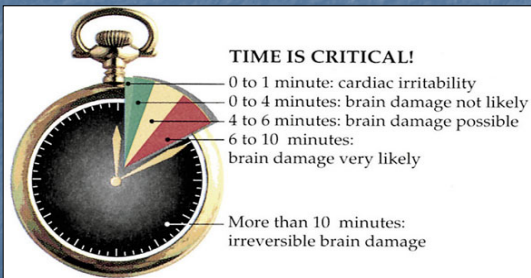 TIME IS CRITICAL!
0 to 1 minute: cardiac irritability
0 to 4 minutes: brain damage not likely
4 to 6 minutes: brain damage possible
6 to 10 minutes:
brain damage very likely
More than 10 minutes:
irreversible brain damage